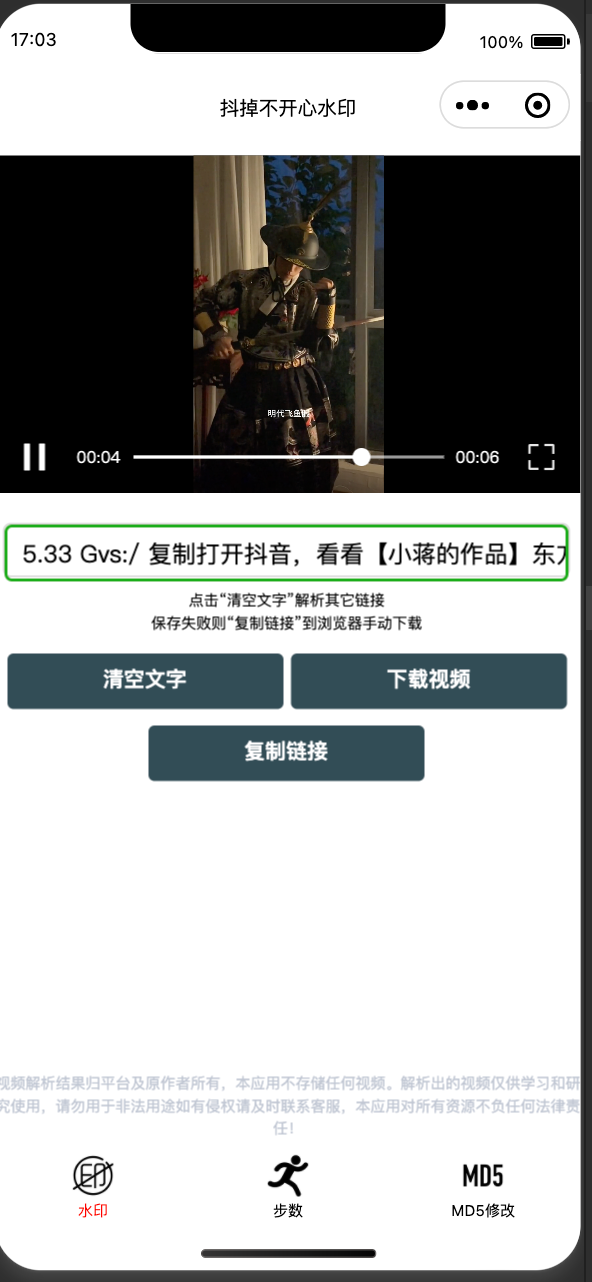 17:03
100%
抖掉不开心水印
明代飞鱼服
00:04
00:06
5.33 Gvs:/ 复制打开抖音，看看【小蒋的作品】东方
点击“清空文字”解析其它链接
保存失败则“复制链接”到浏览器手动下载
清空文字
下载视频
复制链接
视频解析结果归平台及原作者所有，本应用不存储任何视频。解析出的视频仅供学习和研
究使用，请勿用于非法用途如有侵权请及时联系客服，本应用对所有资源不负任何法律责
任！
印
MD5
水印
步数
MD5修改